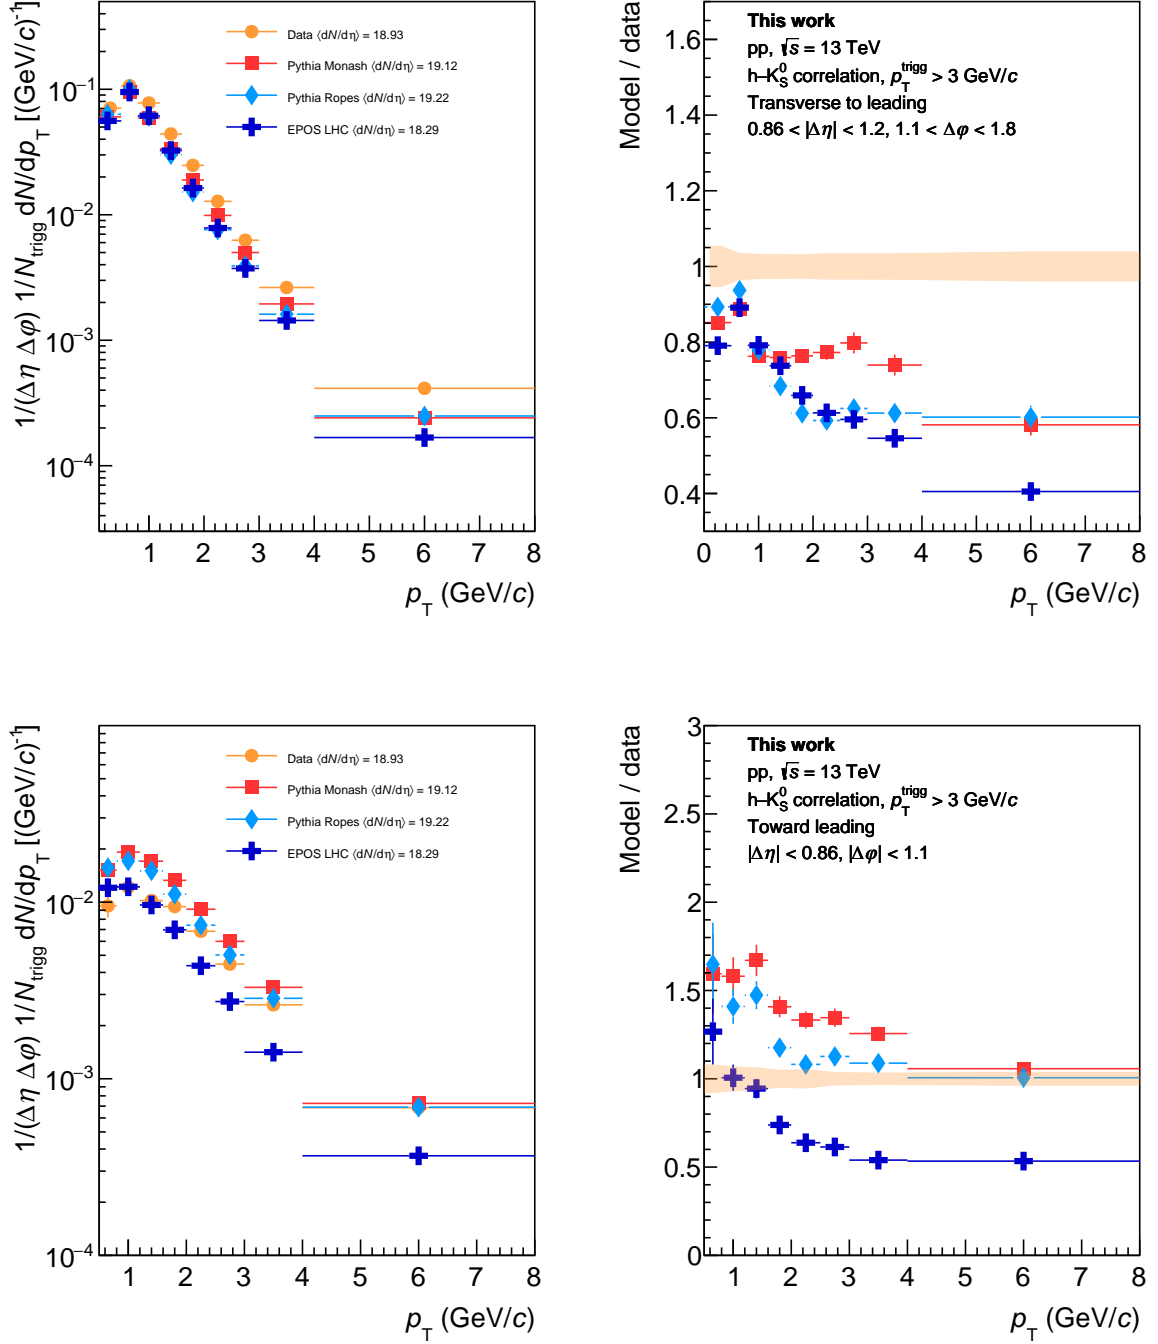 1/(Δη Δφ) 1/N_trigg dN/dp_T [(GeV/c)⁻¹]
Data ⟨dN/dη⟩ = 18.93
Pythia Monash ⟨dN/dη⟩ = 19.12
Pythia Ropes ⟨dN/dη⟩ = 19.22
EPOS LHC ⟨dN/dη⟩ = 18.29
10⁻¹
10⁻²
10⁻³
10⁻⁴
1 2 3 4 5 6 7 8
p_T (GeV/c)
Model / data
This work
pp, √s = 13 TeV
h–K⁰_S correlation, p_T^trigg > 3 GeV/c
Transverse to leading
0.86 < |Δη| < 1.2, 1.1 < Δφ < 1.8
1.6
1.4
1.2
1
0.8
0.6
0.4
0 1 2 3 4 5 6 7 8
p_T (GeV/c)
1/(Δη Δφ) 1/N_trigg dN/dp_T [(GeV/c)⁻¹]
Data ⟨dN/dη⟩ = 18.93
Pythia Monash ⟨dN/dη⟩ = 19.12
Pythia Ropes ⟨dN/dη⟩ = 19.22
EPOS LHC ⟨dN/dη⟩ = 18.29
10⁻²
10⁻³
10⁻⁴
1 2 3 4 5 6 7 8
p_T (GeV/c)
Model / data
This work
pp, √s = 13 TeV
h–K⁰_S correlation, p_T^trigg > 3 GeV/c
Toward leading
|Δη| < 0.86, |Δφ| < 1.1
3
2.5
2
1.5
1
0.5
0
1 2 3 4 5 6 7 8
p_T (GeV/c)